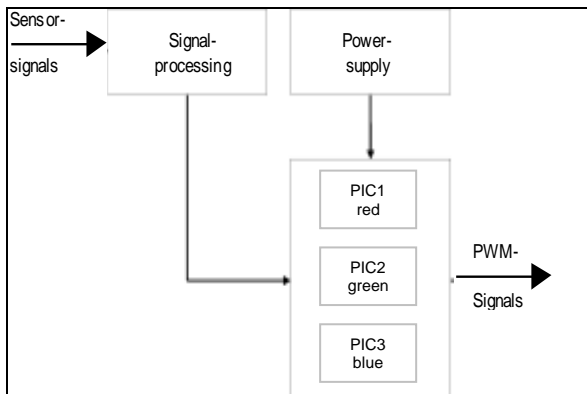 Sensor-
signals
Signal-
processing
Power-
supply
PIC1
red
PIC2
green
PIC3
blue
PWM-
Signals